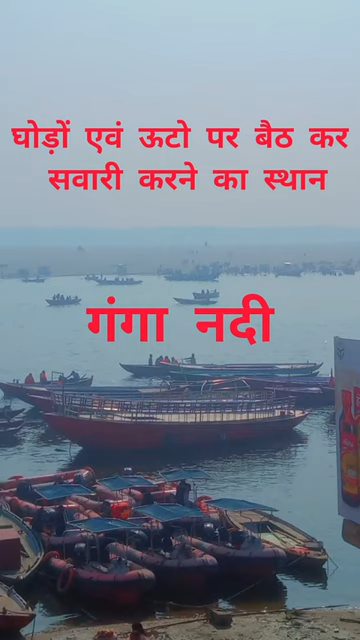 घोड़ों एवं ऊटो पर बैठ कर
सवारी करने का स्थान
गंगा नदी